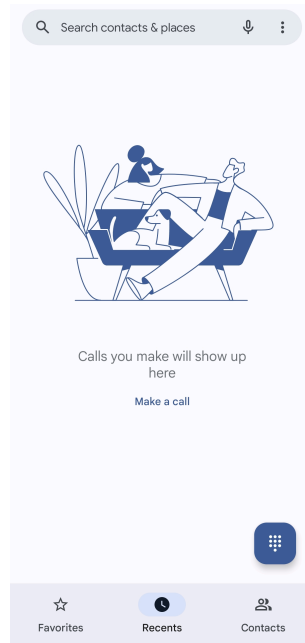 Search contacts & places
Calls you make will show up
here
Make a call
Favorites
Recents
Contacts